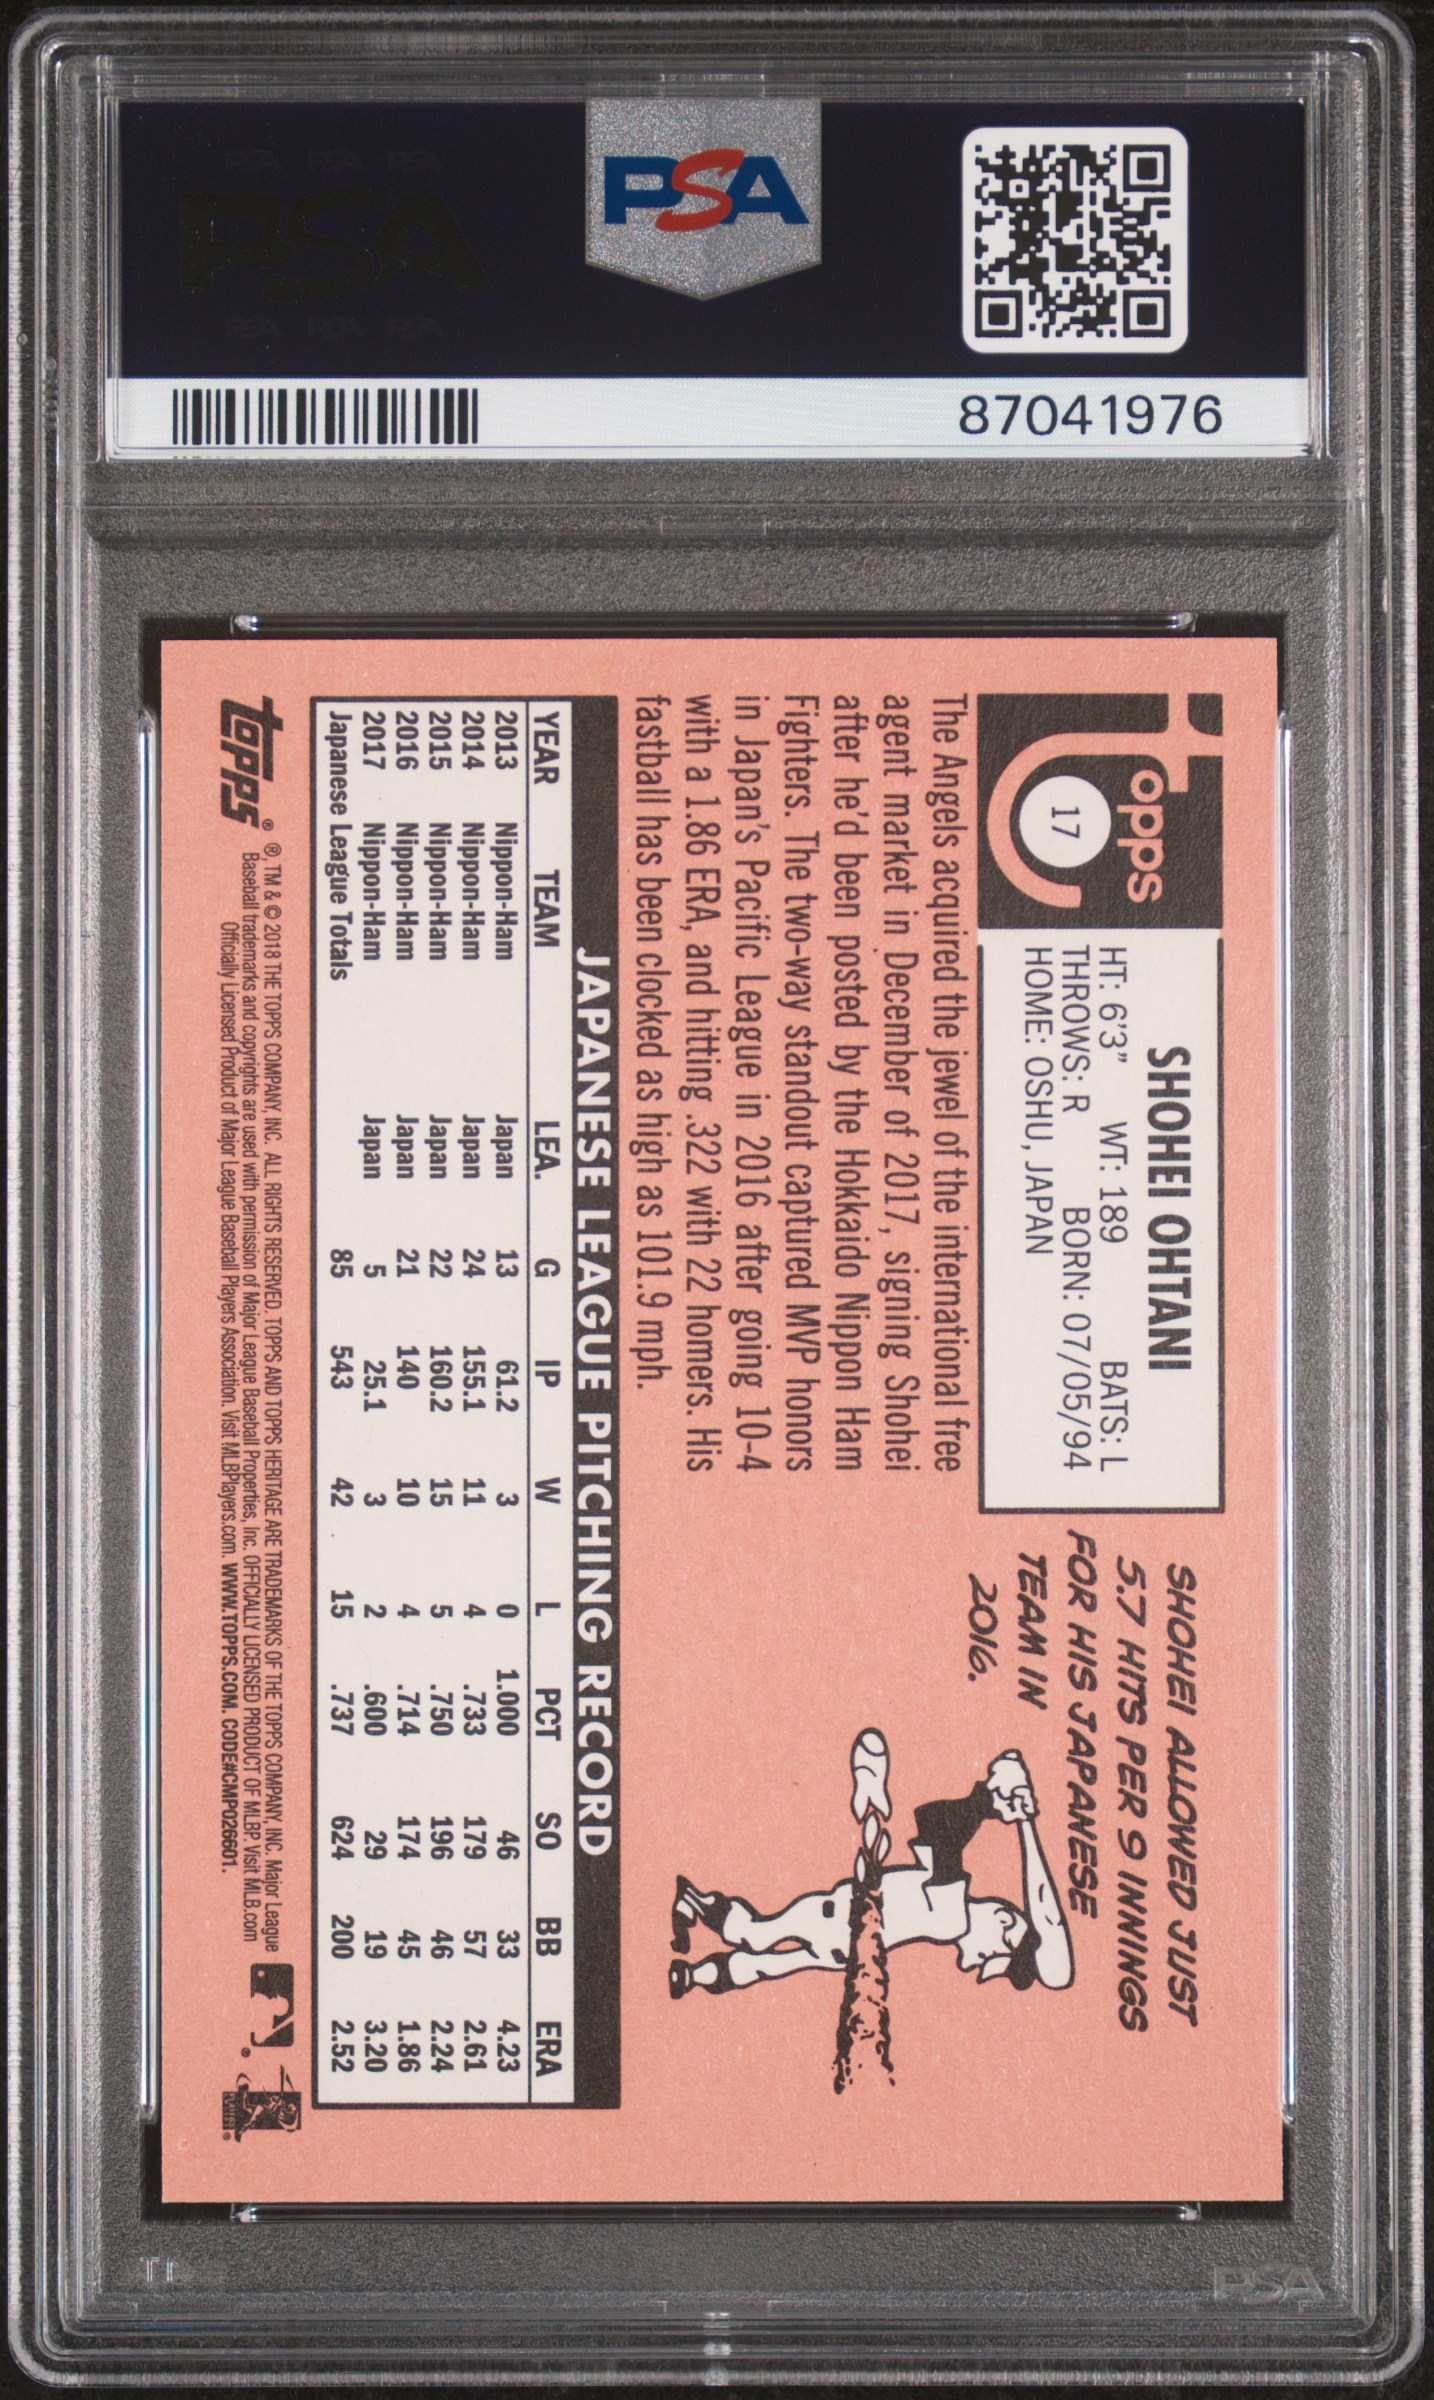 PSA
PSA PSA PSA
PSA
PSA PSA PSA
87041976
Topps
17
SHOHEI OHTANI
HT: 6'3" WT: 189 BATS: L
THROWS: R BORN: 07/05/94
HOME: OSHU, JAPAN
The Angels acquired the jewel of the international free
agent market in December of 2017, signing Shohei
after he'd been posted by the Hokkaido Nippon Ham
Fighters. The two-way standout captured MVP honors
in Japan's Pacific League in 2016 after going 10-4
with a 1.86 ERA, and hitting .322 with 22 homers. His
fastball has been clocked as high as 101.9 mph.
SHOHEI ALLOWED JUST
5.7 HITS PER 9 INNINGS
FOR HIS JAPANESE
TEAM IN
2016.
JAPANESE LEAGUE PITCHING RECORD
YEAR TEAM LEA. G IP W L PCT SO BB ERA
2013 Nippon-Ham Japan 13 61.2 3 0 1.000 46 33 4.23
2014 Nippon-Ham Japan 24 155.1 11 4 .733 179 57 2.61
2015 Nippon-Ham Japan 22 160.2 15 5 .750 196 46 2.24
2016 Nippon-Ham Japan 21 140 10 4 .714 174 45 1.86
2017 Nippon-Ham Japan 5 25.1 3 2 .600 29 19 3.20
Japanese League Totals 85 543 42 15 .737 624 200 2.52
topps®
®, TM & © 2018 THE TOPPS COMPANY, INC. ALL RIGHTS RESERVED. TOPPS AND TOPPS HERITAGE ARE TRADEMARKS OF THE TOPPS COMPANY, INC. Major League
Baseball trademarks and copyrights are used with permission of Major League Baseball Properties, Inc. OFFICIALLY LICENSED PRODUCT OF MLBP. Visit MLB.com
Officially Licensed Product of Major League Baseball Players Association. Visit MLBPlayers.com. WWW.TOPPS.COM. CODE#CMP026601.
PLAYERS
PSA